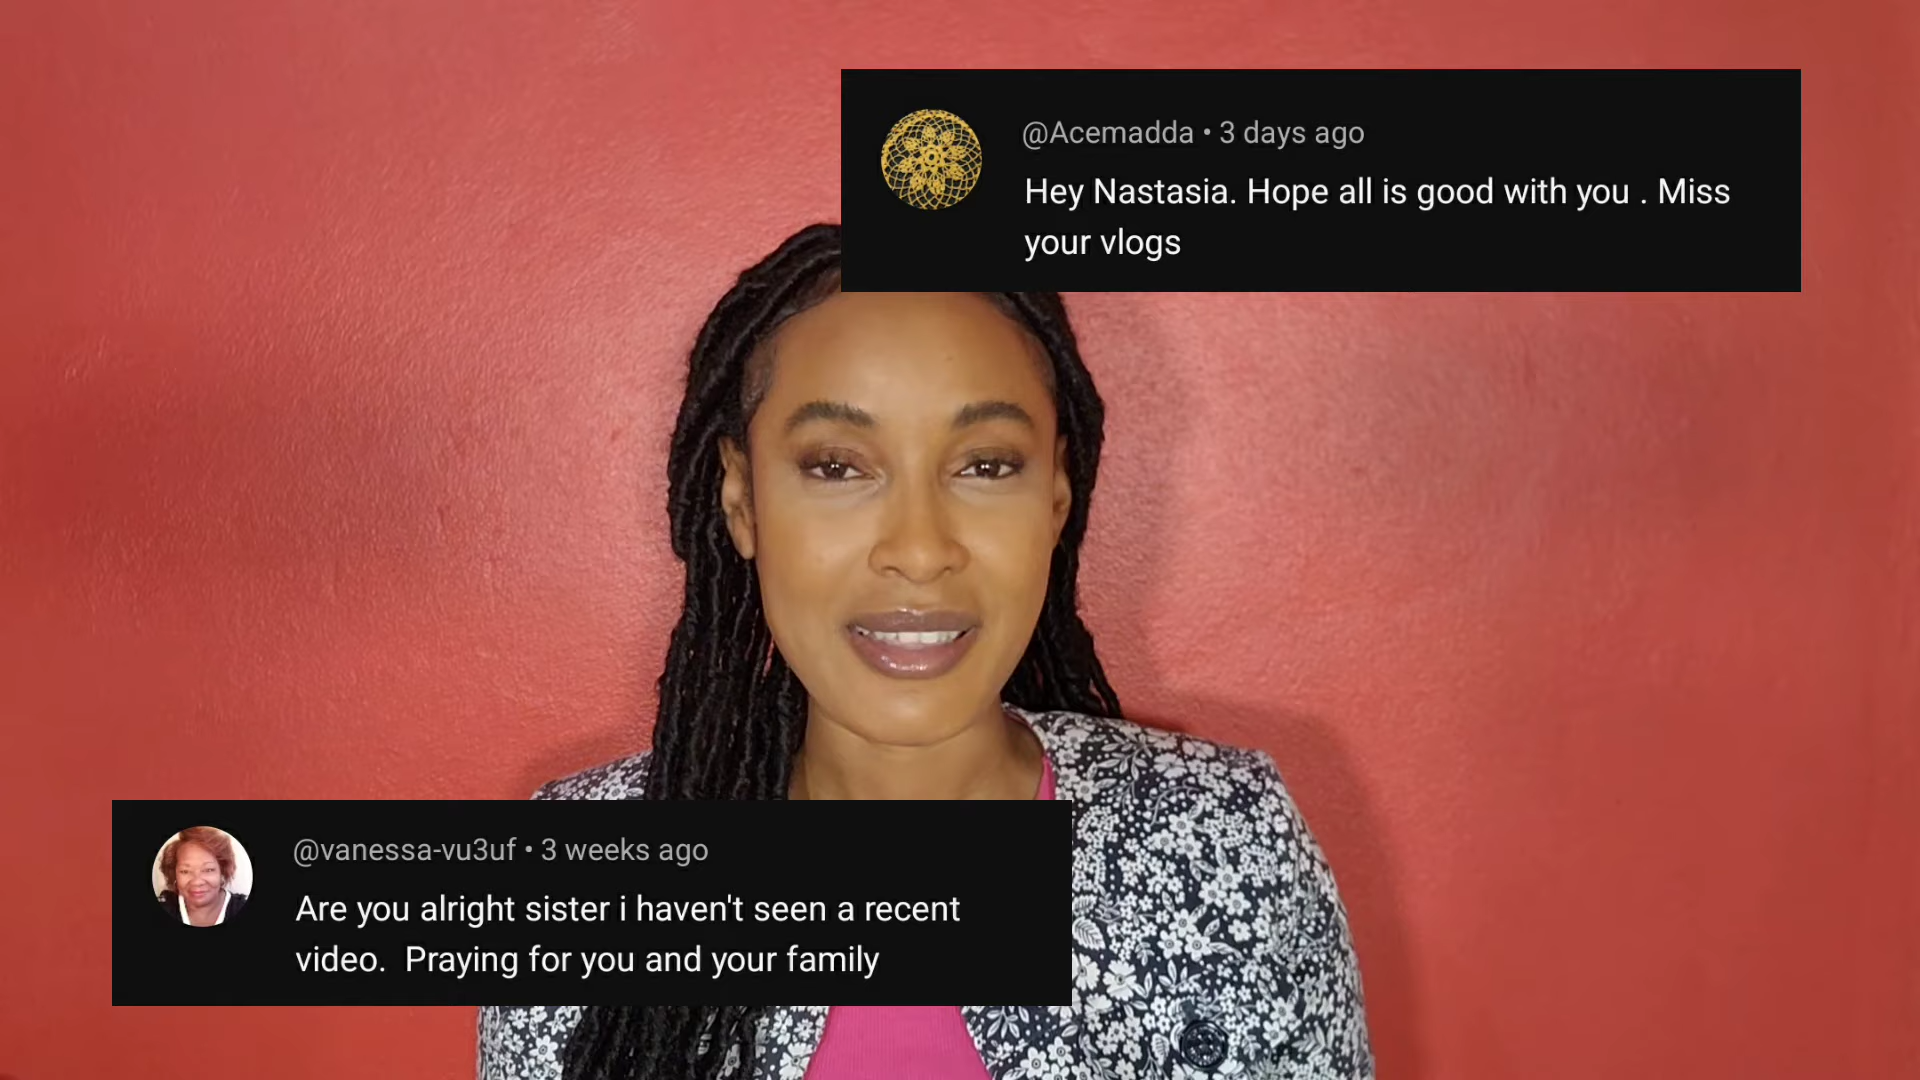 @Acemadda • 3 days ago
Hey Nastasia. Hope all is good with you . Miss
your vlogs
@vanessa-vu3uf • 3 weeks ago
Are you alright sister i haven't seen a recent
video.  Praying for you and your family